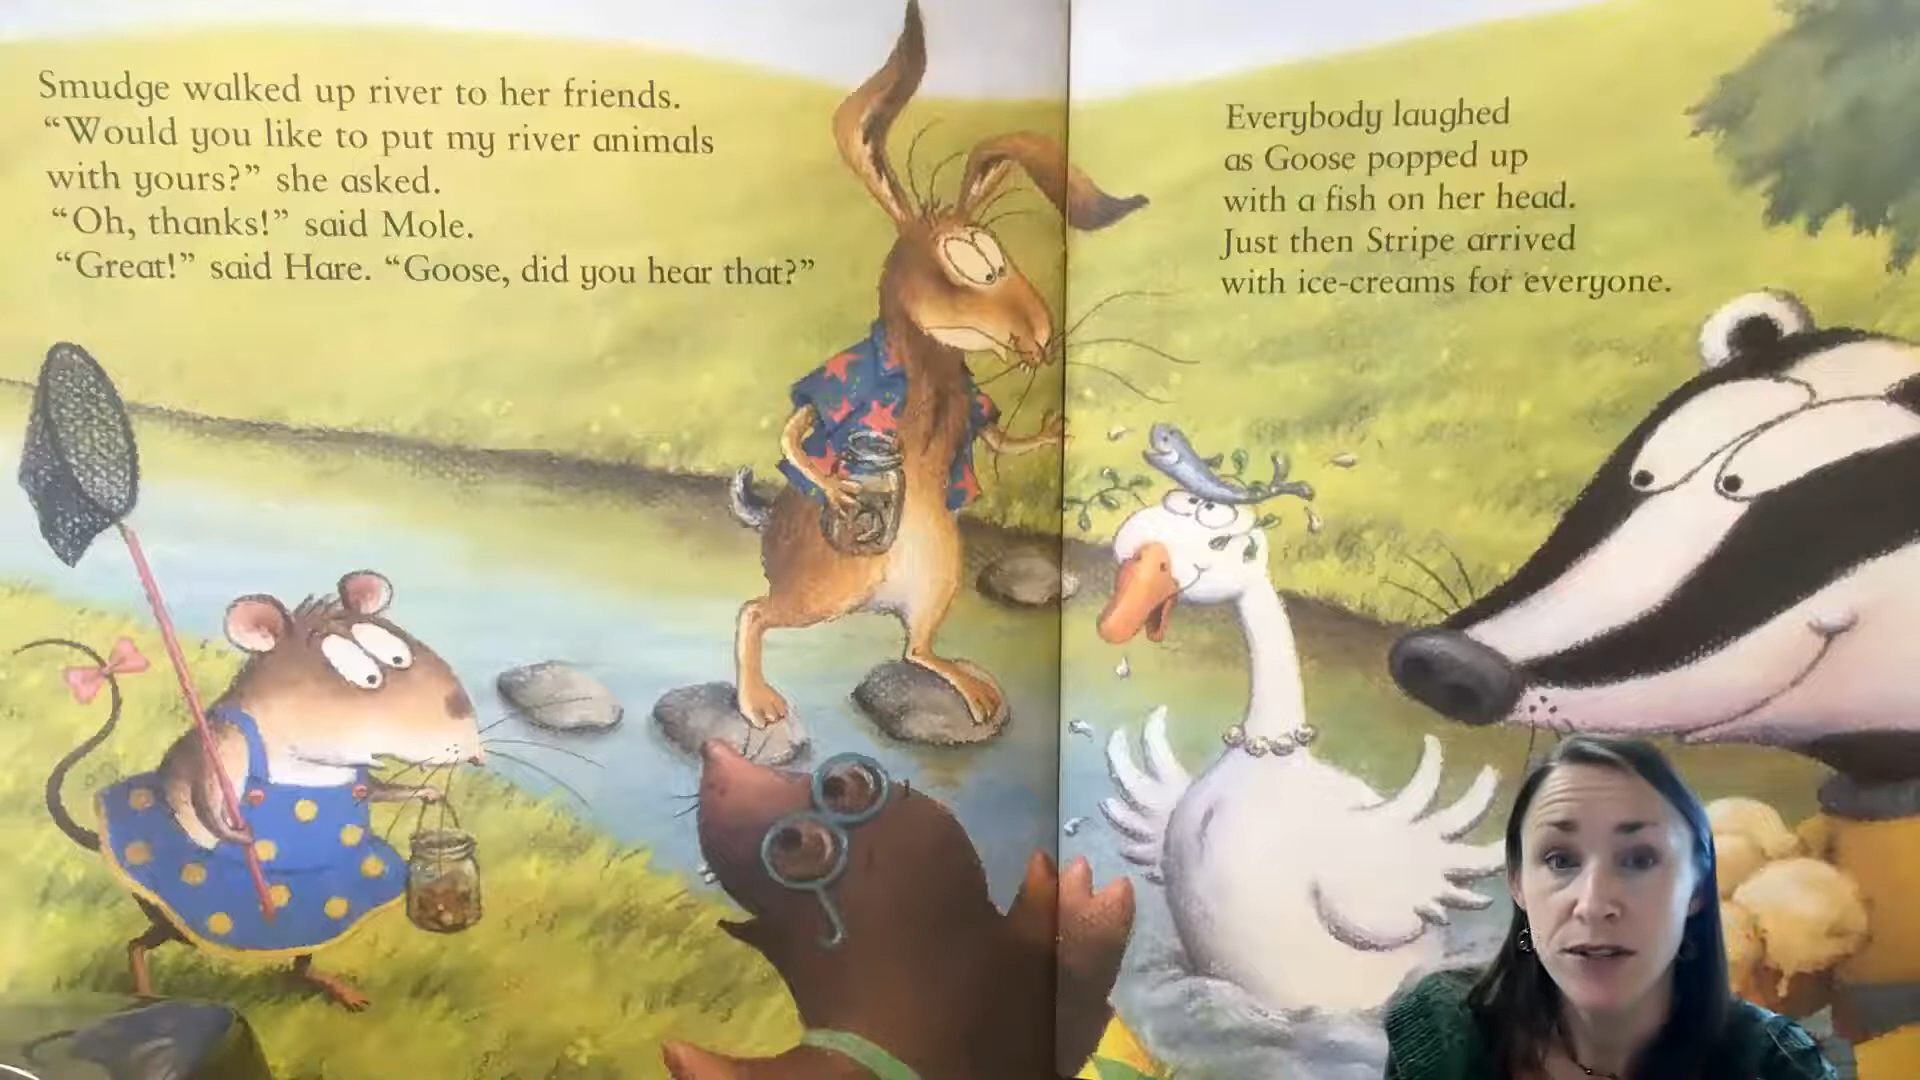 Smudge walked up river to her friends.
“Would you like to put my river animals
with yours?” she asked.
“Oh, thanks!” said Mole.
“Great!” said Hare. “Goose, did you hear that?”
Everybody laughed
as Goose popped up
with a fish on her head.
Just then Stripe arrived
with ice-creams for everyone.